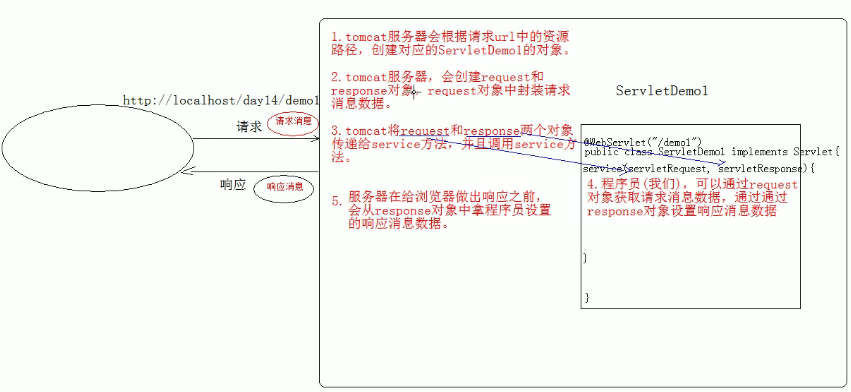 1.tomcat服务器会根据请求url中的资源
路径，创建对应的ServletDemo1的对象。
2.tomcat服务器，会创建request和
response对象，request对象中封装请求
消息数据。
ServletDemo1
http://localhost/day14/demo1
请求
请求消息
3.tomcat将request和response两个对象
传递给service方法，并且调用service方
法。
@WebServlet("/demo1")
public class ServletDemo1 implements Servlet{
service(servletRequest, servletResponse){
4.程序员(我们)，可以通过request
对象获取请求消息数据，通过通过
response对象设置响应消息数据
响应
响应消息
5.服务器在给浏览器做出响应之前，
会从response对象中拿程序员设置
的响应消息数据。
}
}